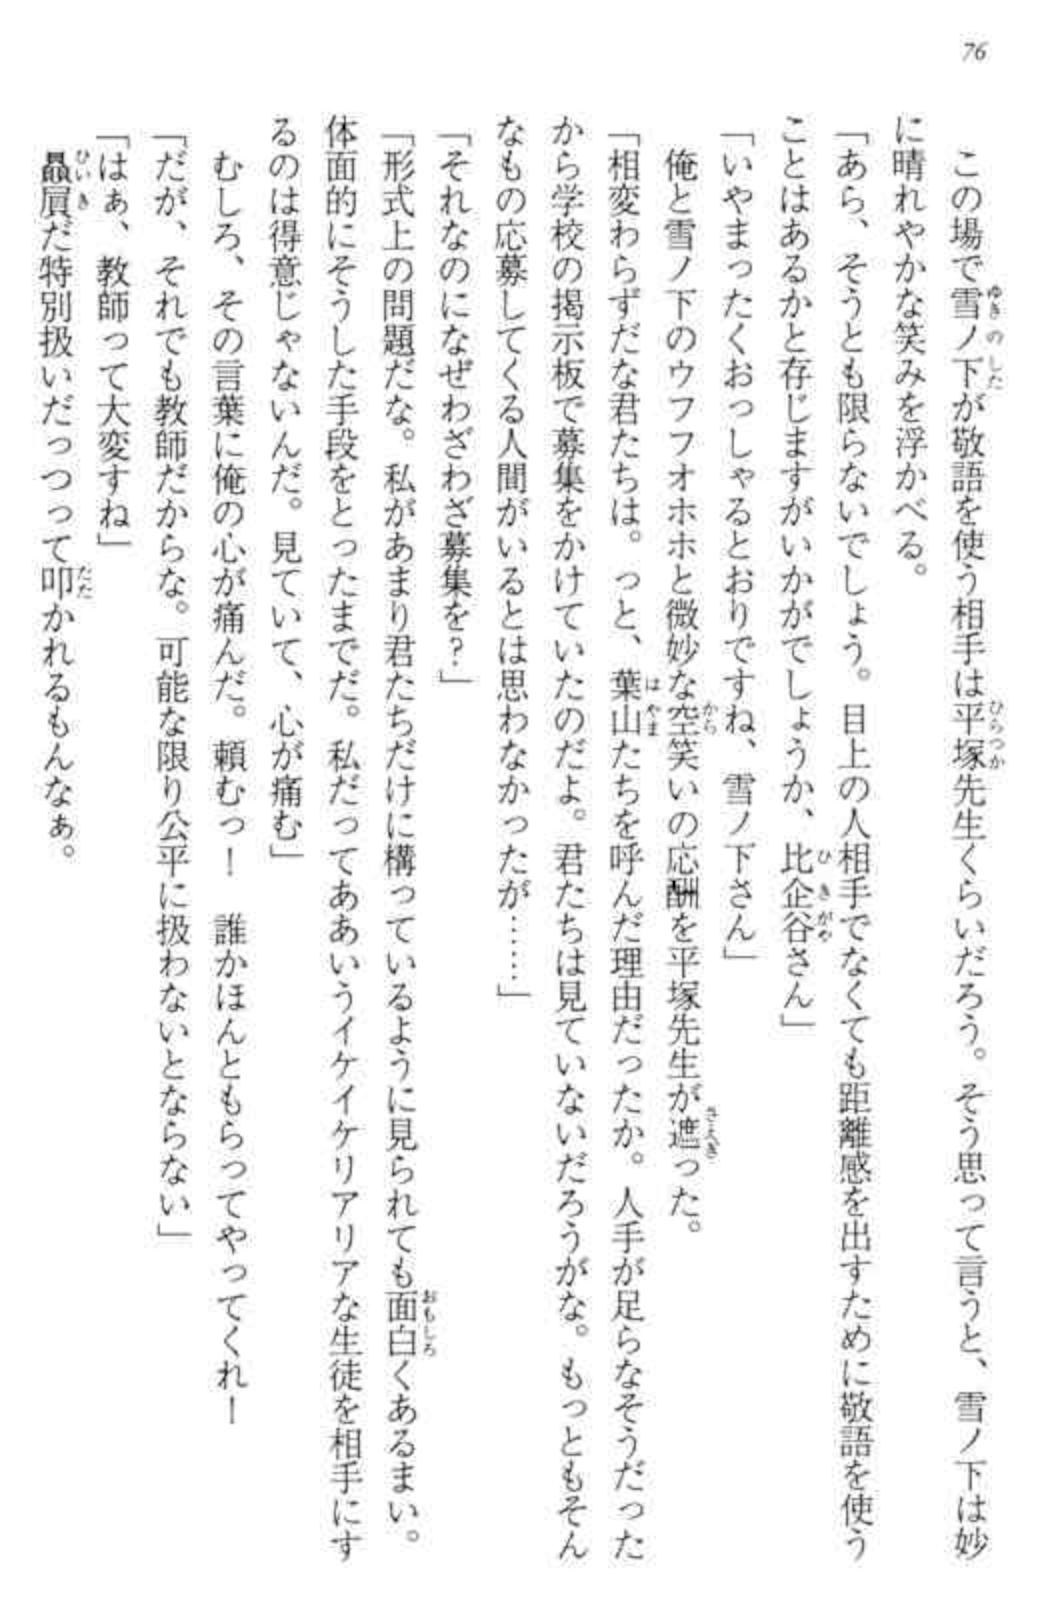 76
この場で雪ノ下が敬語を使う相手は平塚先生くらいだろう。そう思って言うと、雪ノ下は妙
に晴れやかな笑みを浮かべる。
「あら、そうとも限らないでしょう。目上の人相手でなくても距離感を出すために敬語を使う
ことはあるかと存じますがいかがでしょうか、比企谷さん」
「いやまったくおっしゃるとおりですね、雪ノ下さん」
俺と雪ノ下のウフフオホホと微妙な空笑いの応酬を平塚先生が遮った。
「相変わらずだな君たちは。っと、葉山たちを呼んだ理由だったか。人手が足らなそうだった
から学校の掲示板で募集をかけていたのだよ。君たちは見ていないだろうがな。もっともそん
なもの応募してくる人間がいるとは思わなかったが……」
「それなのになぜわざわざ募集を？」
「形式上の問題だな。私があまり君たちだけに構っているように見られても面白くあるまい。
体面的にそうした手段をとったまでだ。私だってああいうイケイケリアリアな生徒を相手にす
るのは得意じゃないんだ。見ていて、心が痛む」
むしろ、その言葉に俺の心が痛んだ。頼むっ！　誰かほんともらってやってくれ！
「だが、それでも教師だからな。可能な限り公平に扱わないとならない」
「はぁ、教師って大変すね」
贔屓だ特別扱いだっつって叩かれるもんなぁ。